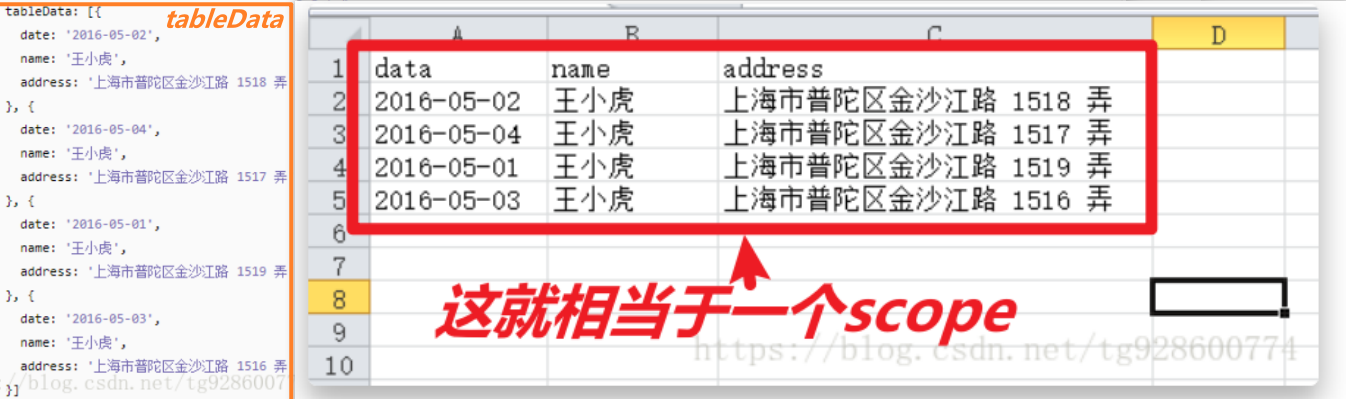 tableData: [{
tableData
date: '2016-05-02',
name: '王小虎',
address: '上海市普陀区金沙江路 1518 弄
}, {
date: '2016-05-04',
name: '王小虎',
address: '上海市普陀区金沙江路 1517 弄
}, {
date: '2016-05-01',
name: '王小虎',
address: '上海市普陀区金沙江路 1519 弄
}, {
date: '2016-05-03',
name: '王小虎',
address: '上海市普陀区金沙江路 1516 弄
://blog.csdn.net/tg92860077
}]
A B C D
1 data name address
2 2016-05-02 王小虎 上海市普陀区金沙江路 1518 弄
3 2016-05-04 王小虎 上海市普陀区金沙江路 1517 弄
4 2016-05-01 王小虎 上海市普陀区金沙江路 1519 弄
5 2016-05-03 王小虎 上海市普陀区金沙江路 1516 弄
6
7
8
这就相当于一个scope
9
https://blog.csdn.net/tg928600774
10